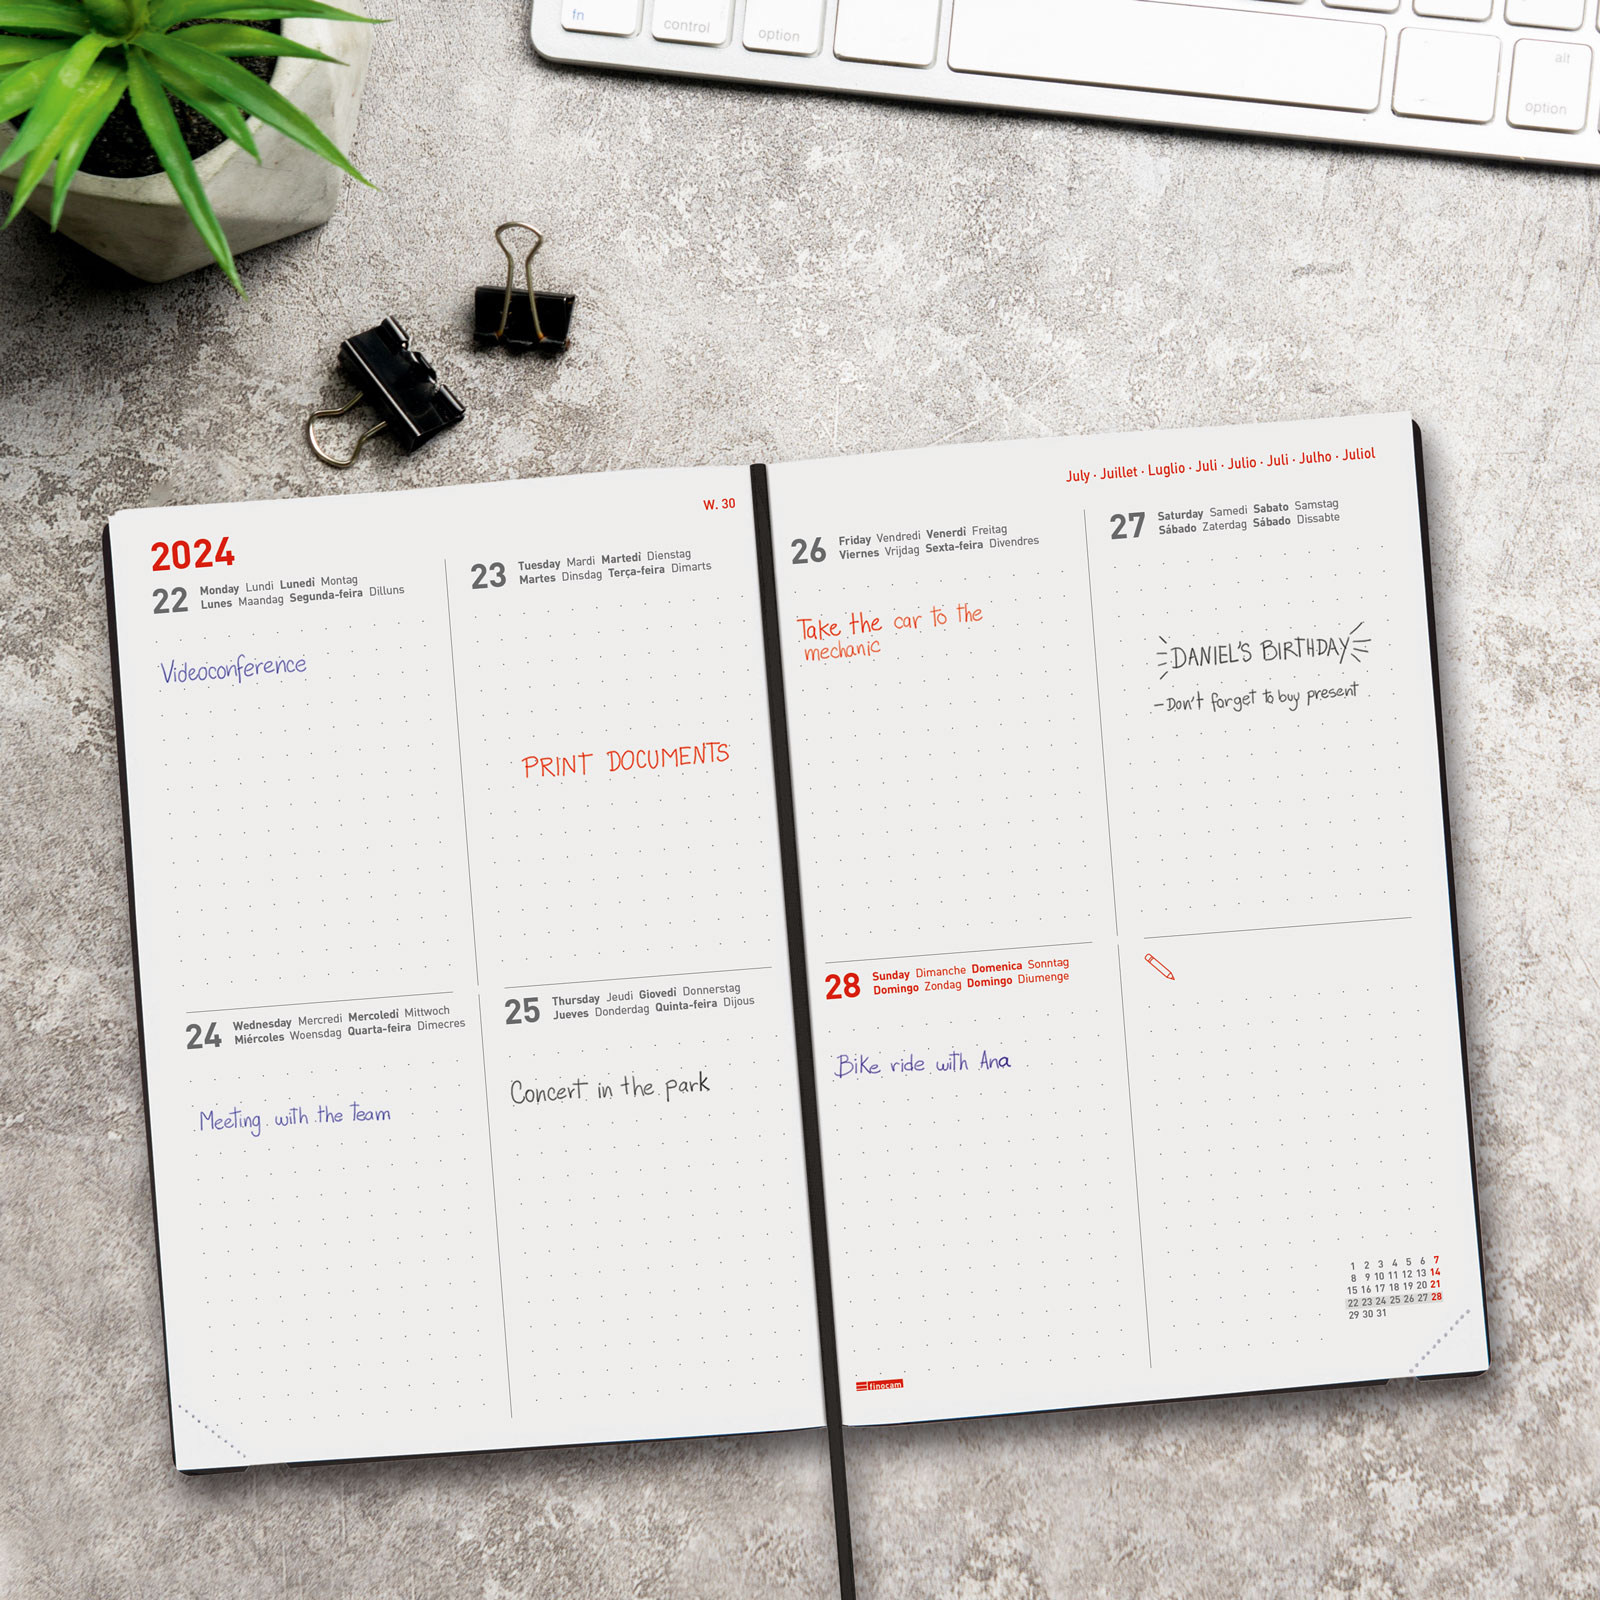 fn
control
option
alt
option
2024
W. 30
22 Monday Lundi Lunedì Montag
Lunes Maandag Segunda-feira Dilluns
Videoconference
23 Tuesday Mardi Martedì Dienstag
Martes Dinsdag Terça-feira Dimarts
PRINT DOCUMENTS
24 Wednesday Mercredi Mercoledì Mittwoch
Miércoles Woensdag Quarta-feira Dimecres
Meeting with the team
25 Thursday Jeudi Giovedì Donnerstag
Jueves Donderdag Quinta-feira Dijous
Concert in the park
July · Juillet · Luglio · Juli · Julio · Juli · Julho · Juliol
26 Friday Vendredi Venerdì Freitag
Viernes Vrijdag Sexta-feira Divendres
Take the car to the
mechanic
27 Saturday Samedi Sabato Samstag
Sábado Zaterdag Sábado Dissabte
DANIEL'S BIRTHDAY
- Don't forget to buy present
28 Sunday Dimanche Domenica Sonntag
Domingo Zondag Domingo Diumenge
Bike ride with Ana
1 2 3 4 5 6 7
8 9 10 11 12 13 14
15 16 17 18 19 20 21
22 23 24 25 26 27 28
29 30 31
finocam